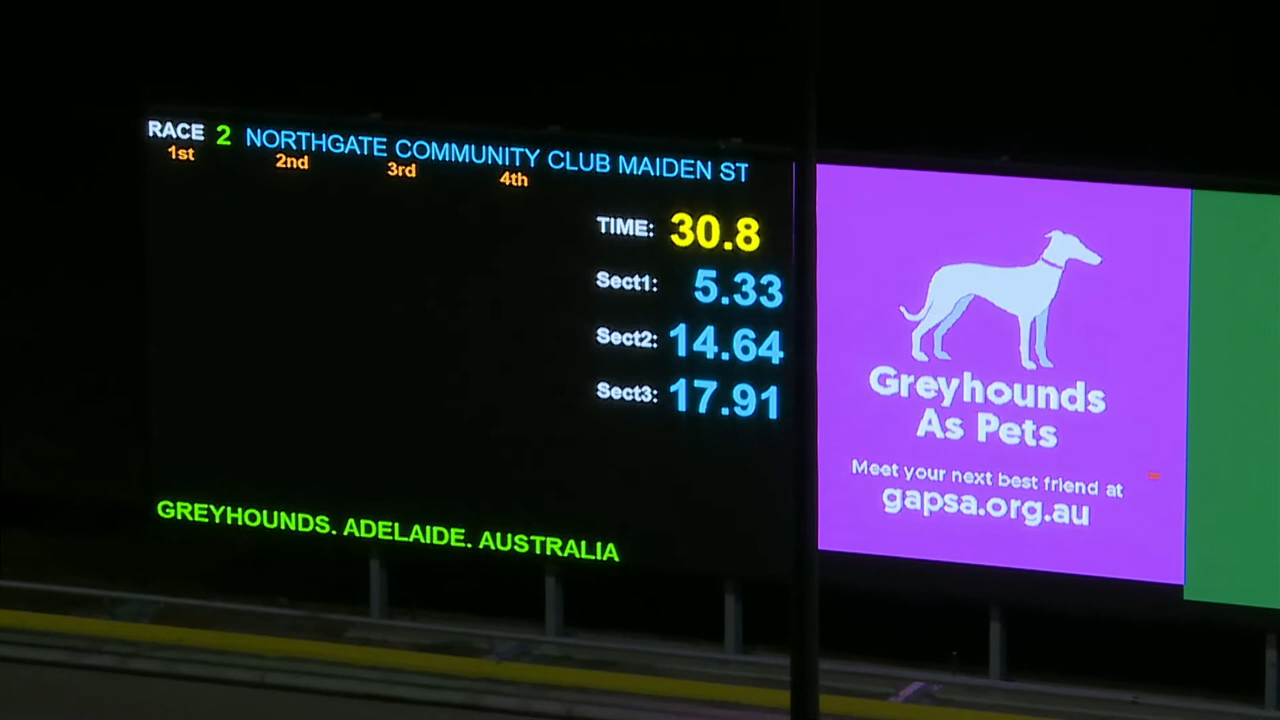 RACE 2 NORTHGATE COMMUNITY CLUB MAIDEN ST
1st 2nd 3rd 4th
TIME: 30.8
Sect1: 5.33
Sect2: 14.64
Sect3: 17.91
GREYHOUNDS. ADELAIDE. AUSTRALIA
Greyhounds
As Pets
Meet your next best friend at
gapsa.org.au